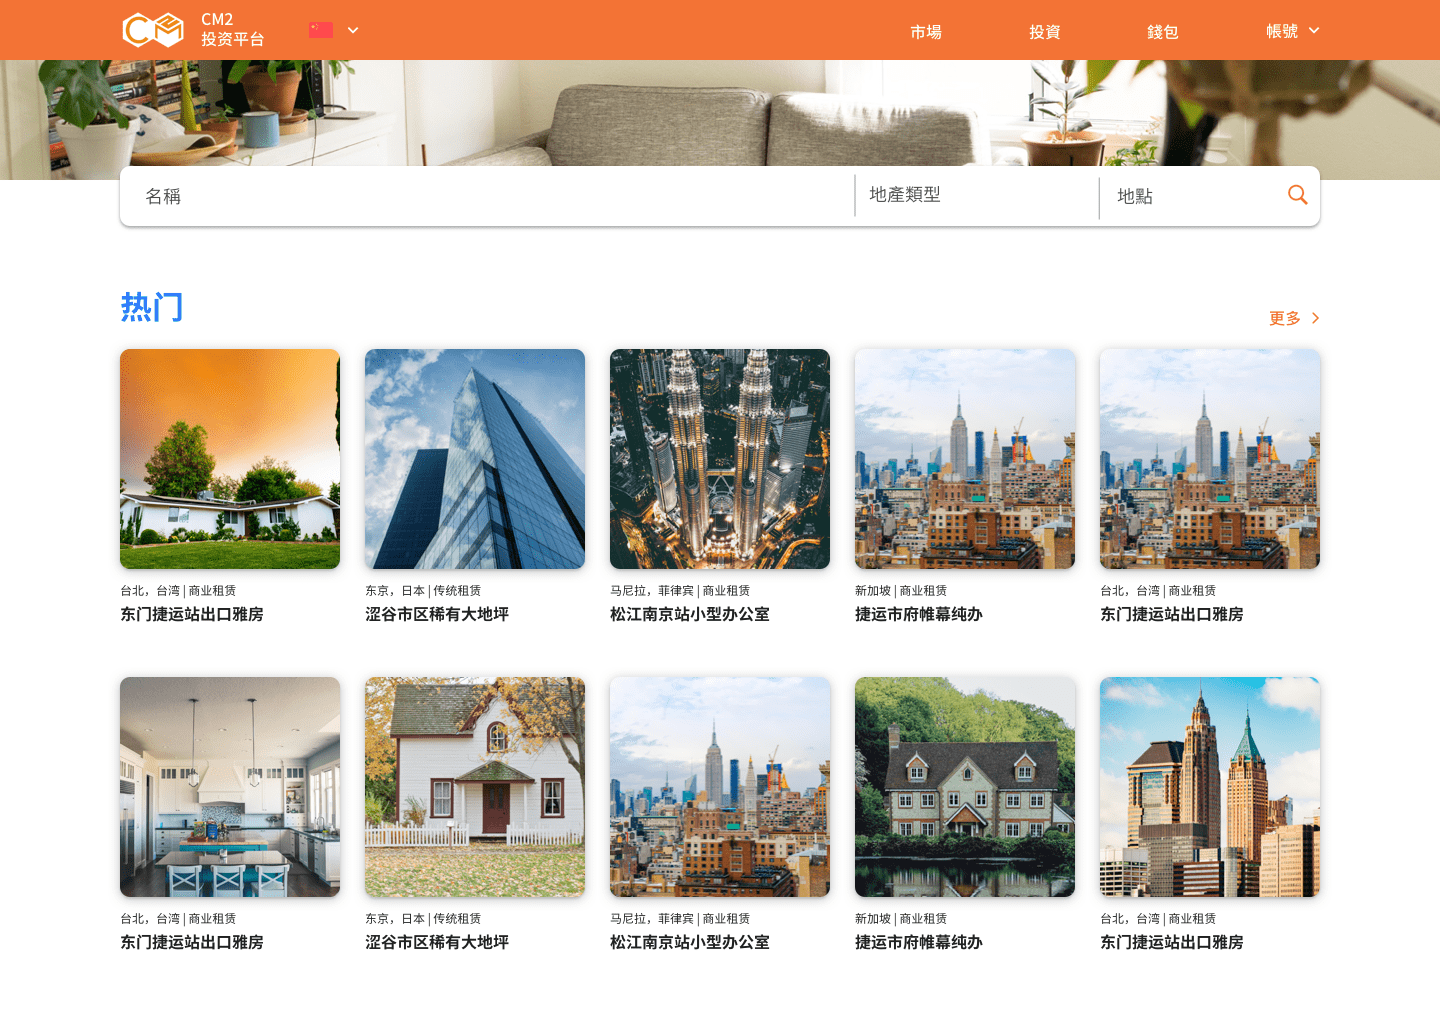 CM2
投资平台
市場
投資
錢包
帳號
名稱
地產類型
地點
热门
更多
台北，台湾 | 商业租赁
东门捷运站出口雅房
东京，日本 | 传统租赁
涩谷市区稀有大地坪
马尼拉，菲律宾 | 商业租赁
松江南京站小型办公室
新加坡 | 商业租赁
捷运市府帷幕纯办
台北，台湾 | 商业租赁
东门捷运站出口雅房
台北，台湾 | 商业租赁
东门捷运站出口雅房
东京，日本 | 传统租赁
涩谷市区稀有大地坪
马尼拉，菲律宾 | 商业租赁
松江南京站小型办公室
新加坡 | 商业租赁
捷运市府帷幕纯办
台北，台湾 | 商业租赁
东门捷运站出口雅房